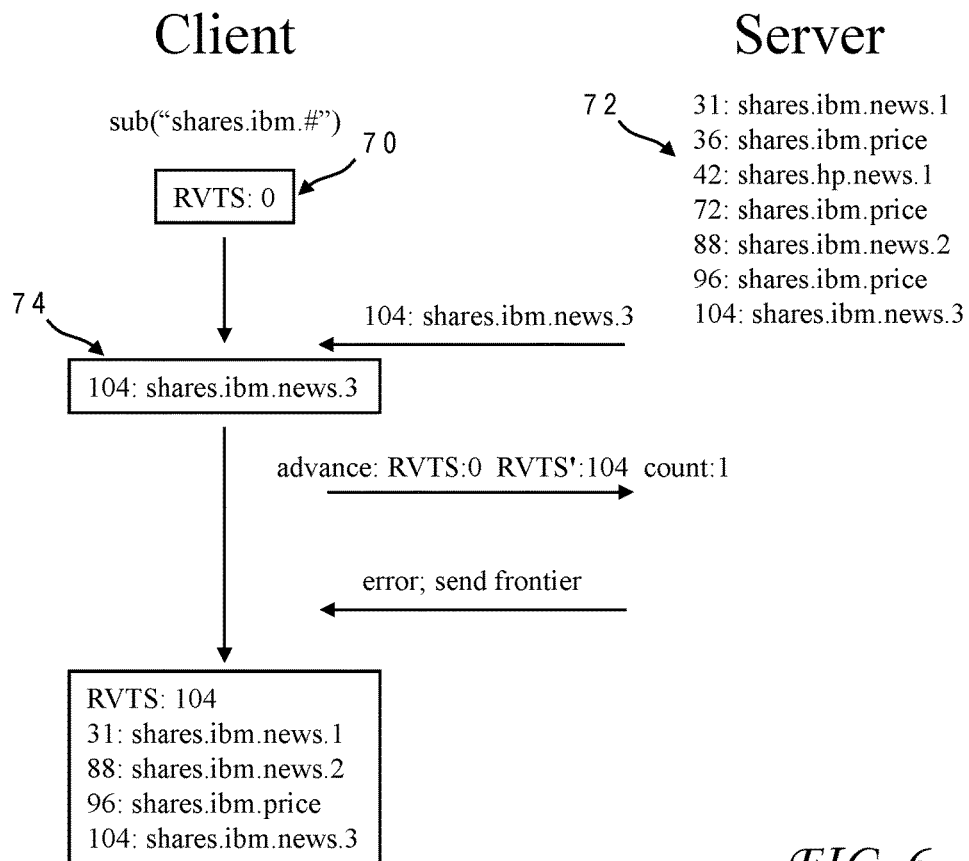 Client
sub(“shares.ibm.#”)
70
RVTS: 0
Server
72
31: shares.ibm.news.1
36: shares.ibm.price
42: shares.hp.news.1
72: shares.ibm.price
88: shares.ibm.news.2
96: shares.ibm.price
104: shares.ibm.news.3
104: shares.ibm.news.3
74
104: shares.ibm.news.3
advance: RVTS:0 RVTS':104 count:1
error; send frontier
RVTS: 104
31: shares.ibm.news.1
88: shares.ibm.news.2
96: shares.ibm.price
104: shares.ibm.news.3
FIG. 6